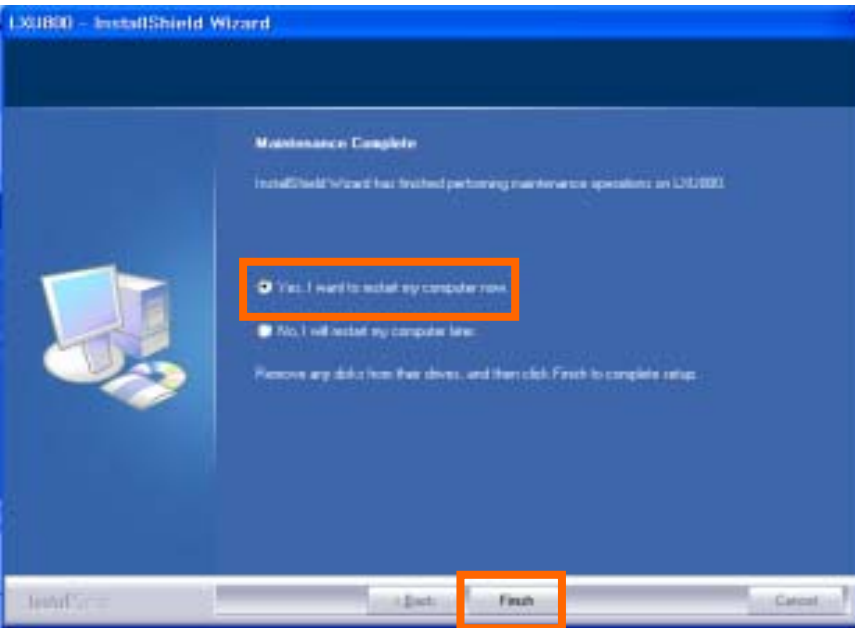 LXU800 - InstallShield Wizard
Maintenance Complete
InstallShield Wizard has finished performing maintenance operations on LXU800.
Yes, I want to restart my computer now.
No, I will restart my computer later.
Remove any disks from their drives, and then click Finish to complete setup.
InstallShield
< Back
Finish
Cancel